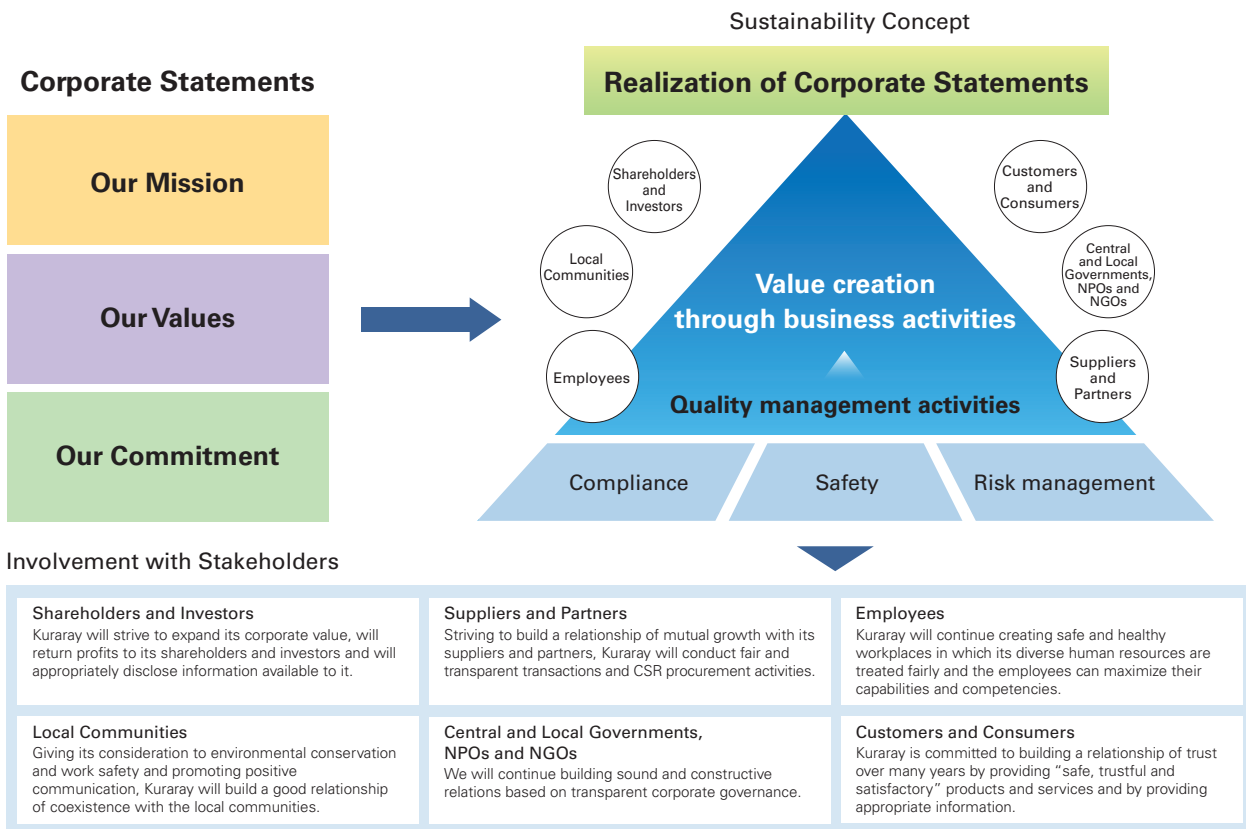 Sustainability Concept
Corporate Statements
Realization of Corporate Statements
Our Mission
Our Values
Our Commitment
Shareholders
and
Investors
Local
Communities
Employees
Customers
and
Consumers
Central
and Local
Governments,
NPOs and
NGOs
Suppliers
and
Partners
Value creation
through business activities
Quality management activities
Compliance
Safety
Risk management
Involvement with Stakeholders
Shareholders and Investors
Kuraray will strive to expand its corporate value, will
return profits to its shareholders and investors and will
appropriately disclose information available to it.
Suppliers and Partners
Striving to build a relationship of mutual growth with its
suppliers and partners, Kuraray will conduct fair and
transparent transactions and CSR procurement activities.
Employees
Kuraray will continue creating safe and healthy
workplaces in which its diverse human resources are
treated fairly and the employees can maximize their
capabilities and competencies.
Local Communities
Giving its consideration to environmental conservation
and work safety and promoting positive
communication, Kuraray will build a good relationship
of coexistence with the local communities.
Central and Local Governments,
NPOs and NGOs
We will continue building sound and constructive
relations based on transparent corporate governance.
Customers and Consumers
Kuraray is committed to building a relationship of trust
over many years by providing “safe, trustful and
satisfactory” products and services and by providing
appropriate information.